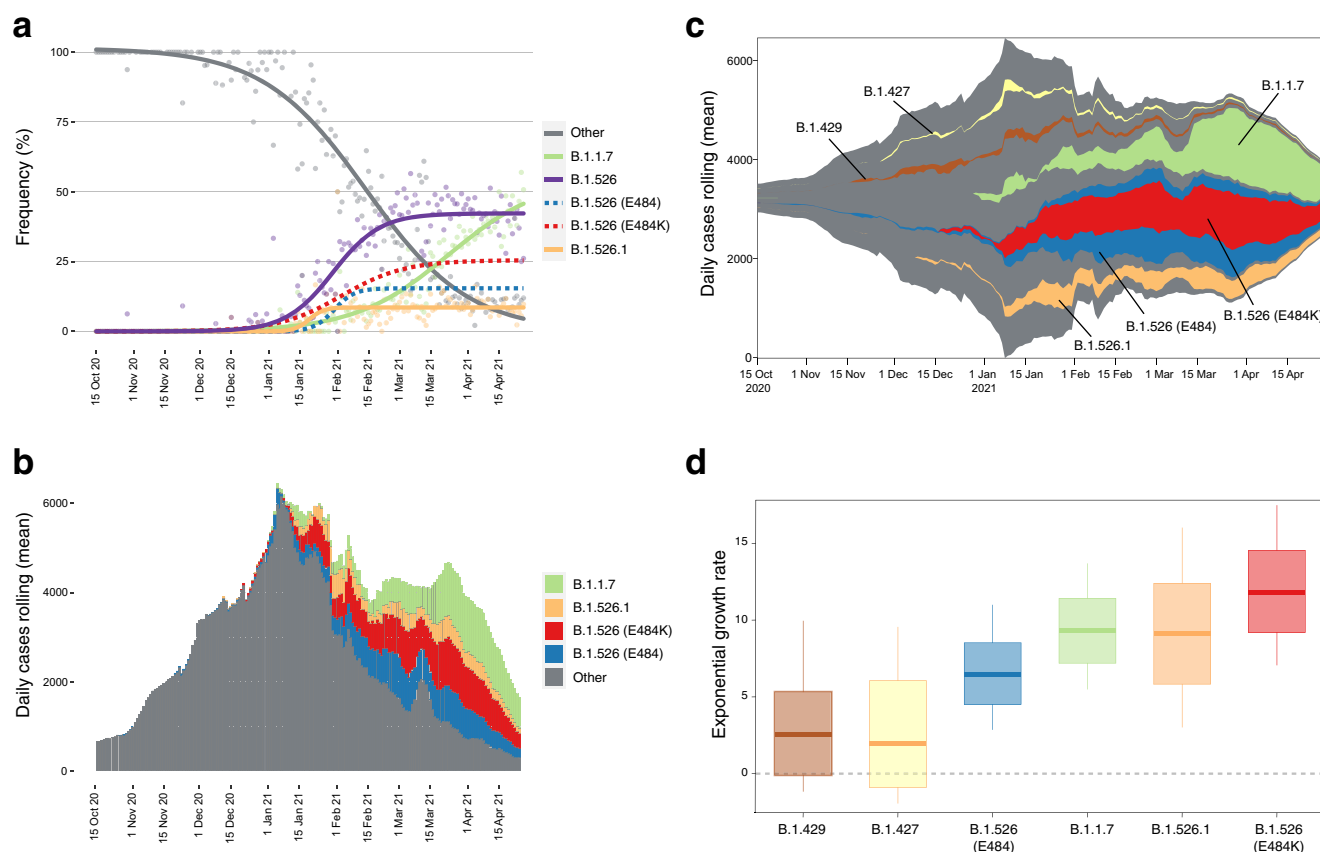 a
Frequency (%)
100
75
50
25
0
15 Oct 20
1 Nov 20
15 Nov 20
1 Dec 20
15 Dec 20
1 Jan 21
15 Jan 21
1 Feb 21
15 Feb 21
1 Mar 21
15 Mar 21
1 Apr 21
15 Apr 21
Other
B.1.1.7
B.1.526
B.1.526 (E484)
B.1.526 (E484K)
B.1.526.1
c
Daily cases rolling (mean)
6000
4000
2000
0
B.1.429
B.1.427
B.1.1.7
B.1.526.1
B.1.526 (E484)
B.1.526 (E484K)
15 Oct
2020
1 Nov
15 Nov
1 Dec
15 Dec
1 Jan
2021
15 Jan
1 Feb
15 Feb
1 Mar
15 Mar
1 Apr
15 Apr
b
Daily cases rolling (mean)
6000
4000
2000
0
15 Oct 20
1 Nov 20
15 Nov 20
1 Dec 20
15 Dec 20
1 Jan 21
15 Jan 21
1 Feb 21
15 Feb 21
1 Mar 21
15 Mar 21
1 Apr 21
15 Apr 21
B.1.1.7
B.1.526.1
B.1.526 (E484K)
B.1.526 (E484)
Other
d
Exponential growth rate
15
10
5
0
B.1.429
B.1.427
B.1.526
(E484)
B.1.1.7
B.1.526.1
B.1.526
(E484K)